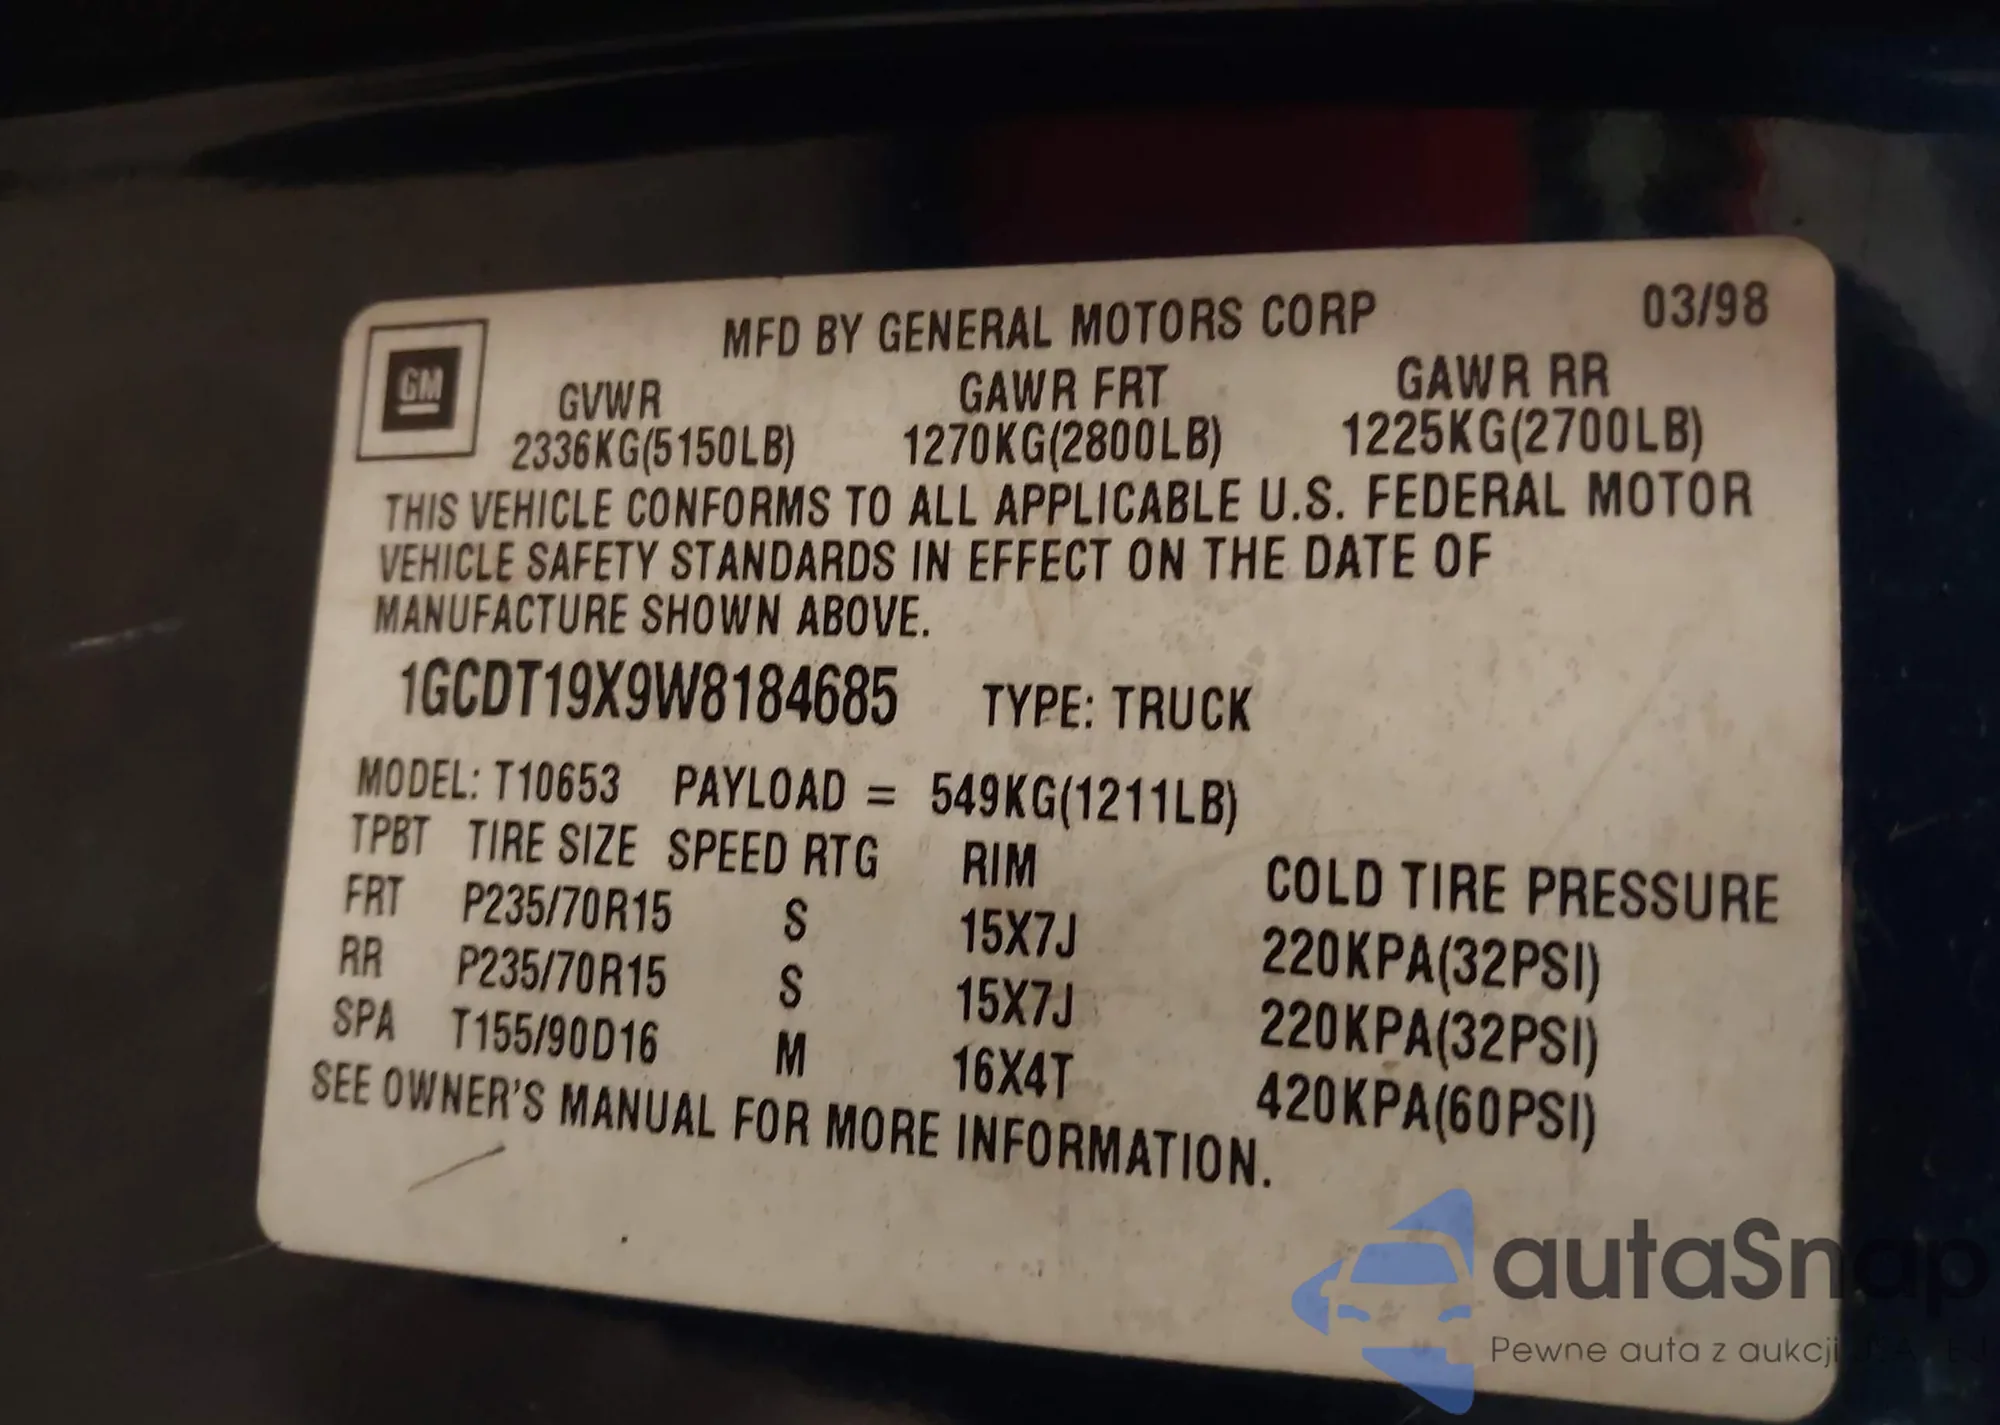 MFD BY GENERAL MOTORS CORP 03/98
GM
GVWR GAWR FRT GAWR RR
2336KG(5150LB) 1270KG(2800LB) 1225KG(2700LB)
THIS VEHICLE CONFORMS TO ALL APPLICABLE U.S. FEDERAL MOTOR
VEHICLE SAFETY STANDARDS IN EFFECT ON THE DATE OF
MANUFACTURE SHOWN ABOVE.
1GCDT19X9W8184685 TYPE: TRUCK
MODEL: T10653 PAYLOAD = 549KG(1211LB)
TPBT TIRE SIZE SPEED RTG RIM COLD TIRE PRESSURE
FRT P235/70R15 S 15X7J 220KPA(32PSI)
RR P235/70R15 S 15X7J 220KPA(32PSI)
SPA T155/90D16 M 16X4T 420KPA(60PSI)
SEE OWNER'S MANUAL FOR MORE INFORMATION.
autaSnap
Pewne auta z aukcji